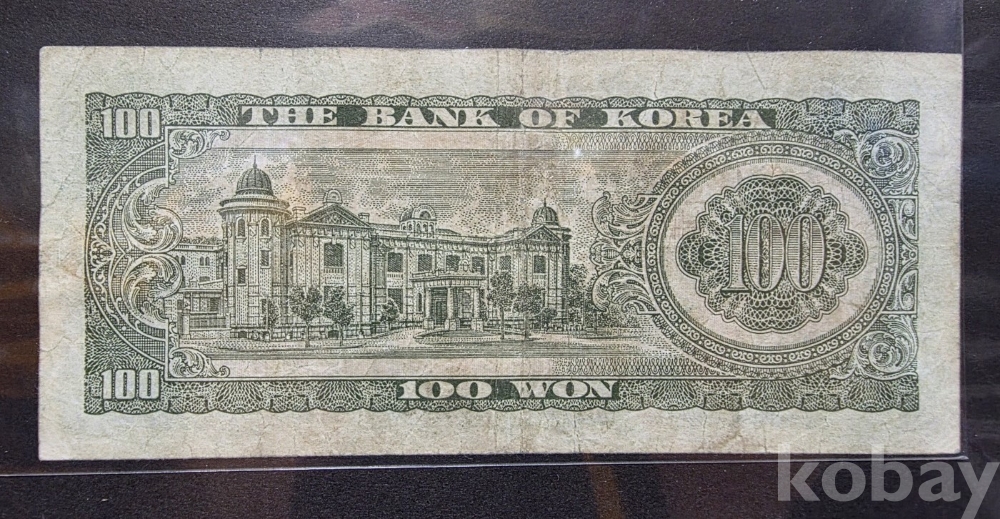 100 THE BANK OF KOREA
100
100 100 WON
kobay